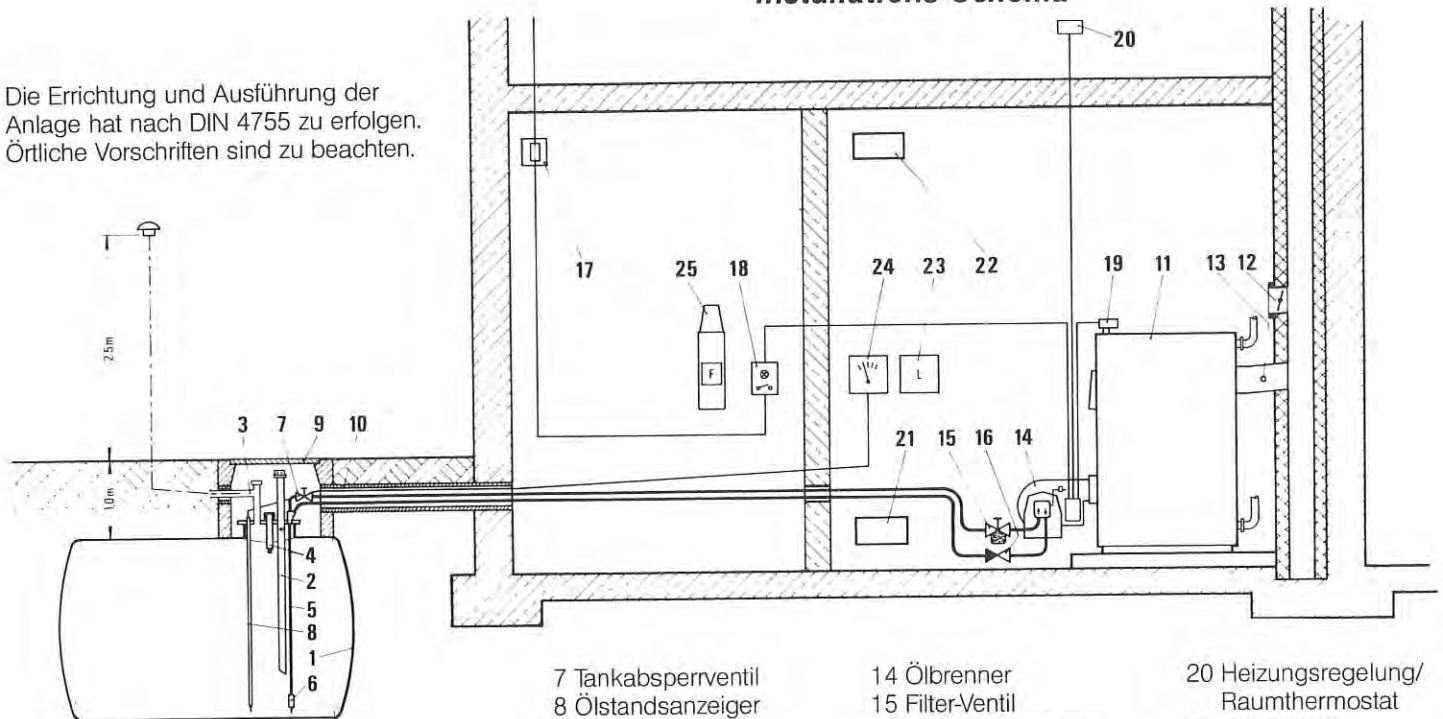 Installations-Schema
Die Errichtung und Ausführung der
Anlage hat nach DIN 4755 zu erfolgen.
Örtliche Vorschriften sind zu beachten.
20
17
25
18
24
23
22
19
11
13
12
2.5m
F
L
3
7
9
10
21
15
16
14
1.0m
4
2
5
8
1
6
7 Tankabsperrventil
8 Ölstandsanzeiger
14 Ölbrenner
15 Filter-Ventil
20 Heizungsregelung/
Raumthermostat